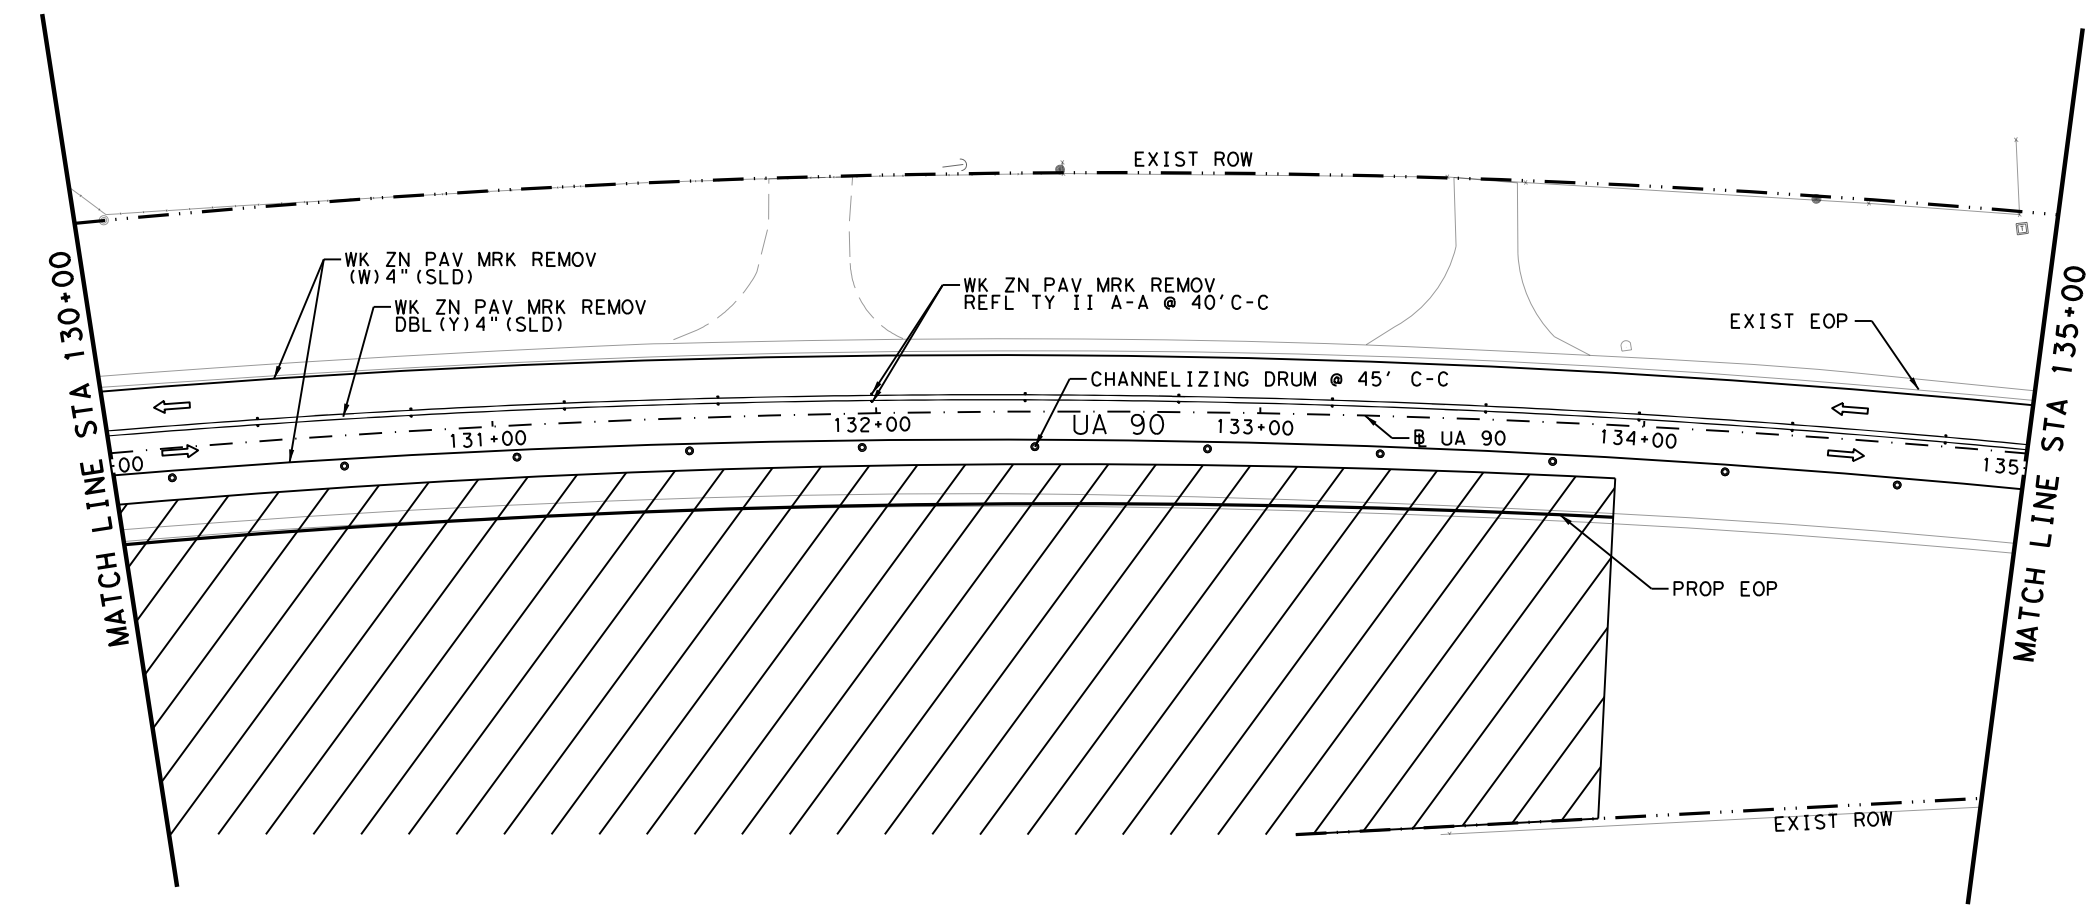 EXIST ROW
WK ZN PAV MRK REMOV
(W)4"(SLD)
WK ZN PAV MRK REMOV
DBL(Y)4"(SLD)
WK ZN PAV MRK REMOV
REFL TY II A-A @ 40'C-C
EXIST EOP
CHANNELIZING DRUM @ 45' C-C
MATCH LINE STA 130+00
MATCH LINE STA 135+00
00
131+00
132+00
UA 90
133+00
BL UA 90
134+00
135
PROP EOP
EXIST ROW